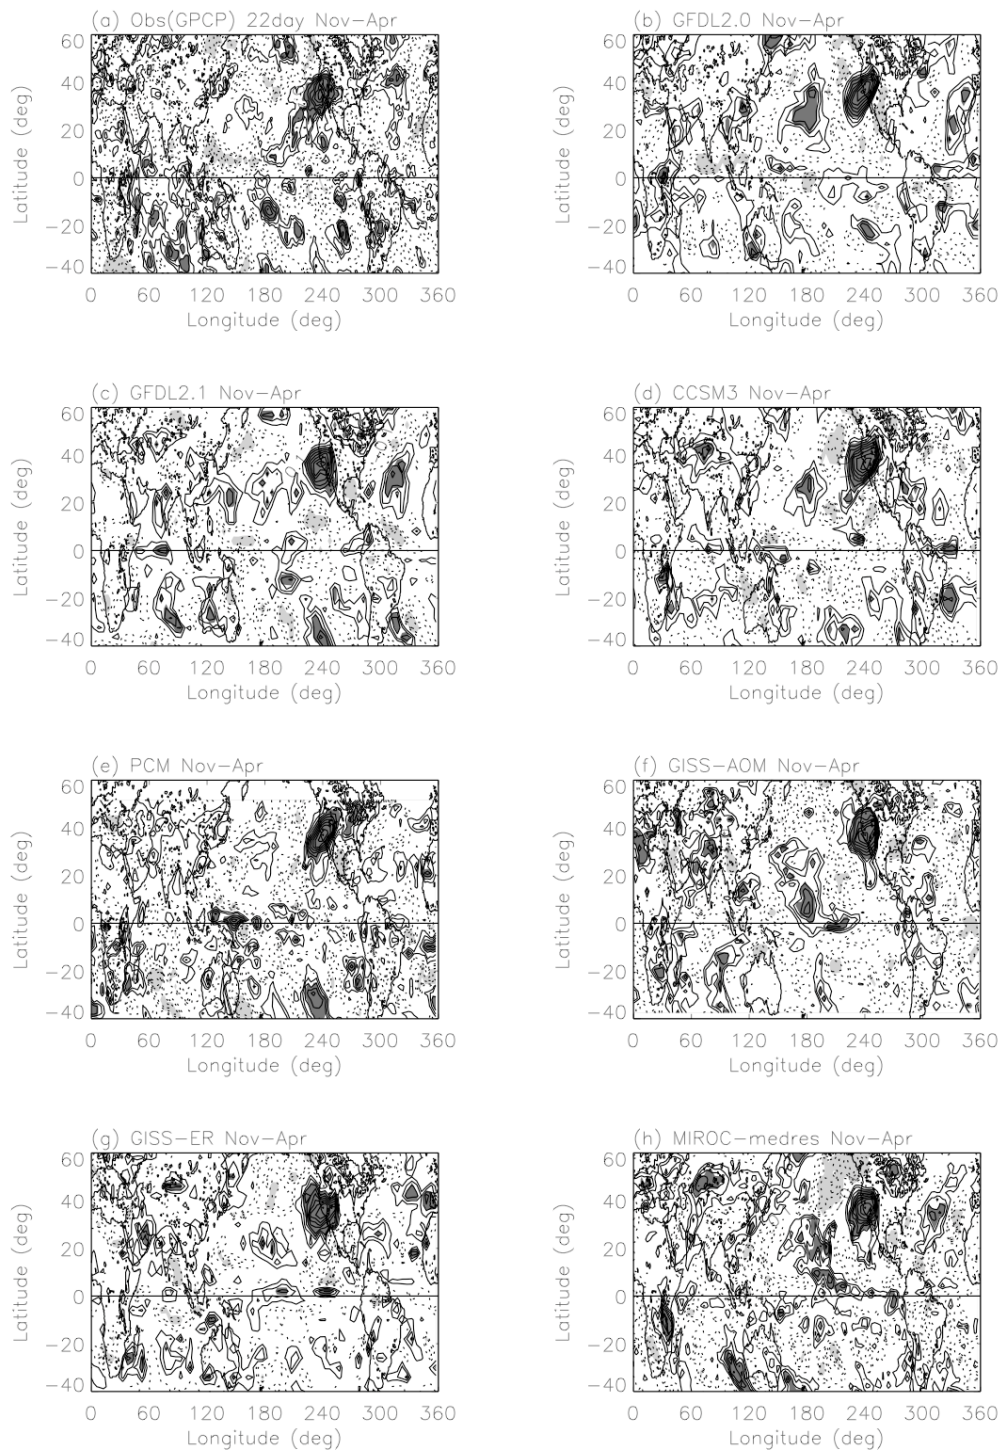 (a) Obs(GPCP) 22day Nov-Apr
60
40
20
0
-20
-40
Latitude (deg)
0 60 120 180 240 300 360
Longitude (deg)
(b) GFDL2.0 Nov-Apr
60
40
20
0
-20
-40
Latitude (deg)
0 60 120 180 240 300 360
Longitude (deg)
(c) GFDL2.1 Nov-Apr
60
40
20
0
-20
-40
Latitude (deg)
0 60 120 180 240 300 360
Longitude (deg)
(d) CCSM3 Nov-Apr
60
40
20
0
-20
-40
Latitude (deg)
0 60 120 180 240 300 360
Longitude (deg)
(e) PCM Nov-Apr
60
40
20
0
-20
-40
Latitude (deg)
0 60 120 180 240 300 360
Longitude (deg)
(f) GISS-AOM Nov-Apr
60
40
20
0
-20
-40
Latitude (deg)
0 60 120 180 240 300 360
Longitude (deg)
(g) GISS-ER Nov-Apr
60
40
20
0
-20
-40
Latitude (deg)
0 60 120 180 240 300 360
Longitude (deg)
(h) MIROC-medres Nov-Apr
60
40
20
0
-20
-40
Latitude (deg)
0 60 120 180 240 300 360
Longitude (deg)